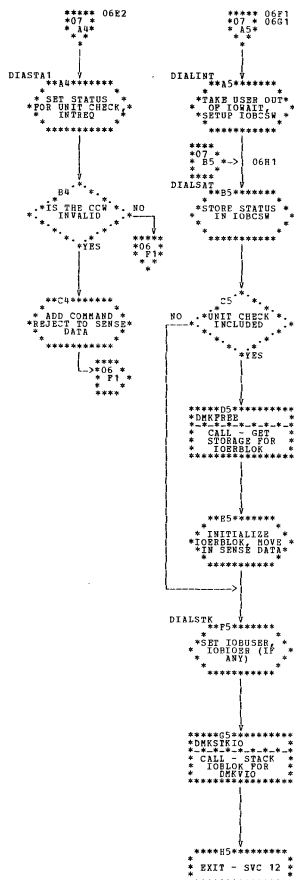 06E2
07
A4
DIASTA1
A4
SET STATUS
FOR UNIT CHECK,
INTREQ
B4
IS THE CCW
INVALID
NO
06
F1
YES
C4
ADD COMMAND
REJECT TO SENSE
DATA
06
F1
06F1
06G1
07
A5
DIALINT
A5
TAKE USER OUT
OF IOWAIT,
SETUP IOBCSW
07
B5
06H1
DIALSAT
B5
STORE STATUS
IN IOBCSW
C5
UNIT CHECK
INCLUDED
NO
YES
D5
DMKFREE
CALL - GET
STORAGE FOR
IOERBLOK
E5
INITIALIZE
IOERBLOK, MOVE
IN SENSE DATA
DIALSTK
F5
SET IOBUSER,
IOBIOER (IF
ANY)
G5
DMKSTKIO
CALL - STACK
IOBLOK FOR
DMKVIO
H5
EXIT - SVC 12